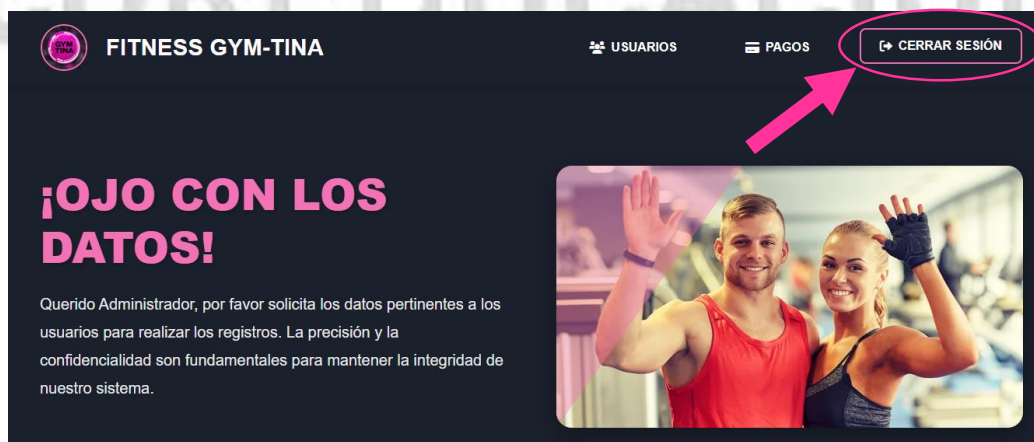 GYM
TINA
FITNESS GYM-TINA
USUARIOS
PAGOS
CERRAR SESIÓN
¡OJO CON LOS
DATOS!
Querido Administrador, por favor solicita los datos pertinentes a los
usuarios para realizar los registros. La precisión y la
confidencialidad son fundamentales para mantener la integridad de
nuestro sistema.